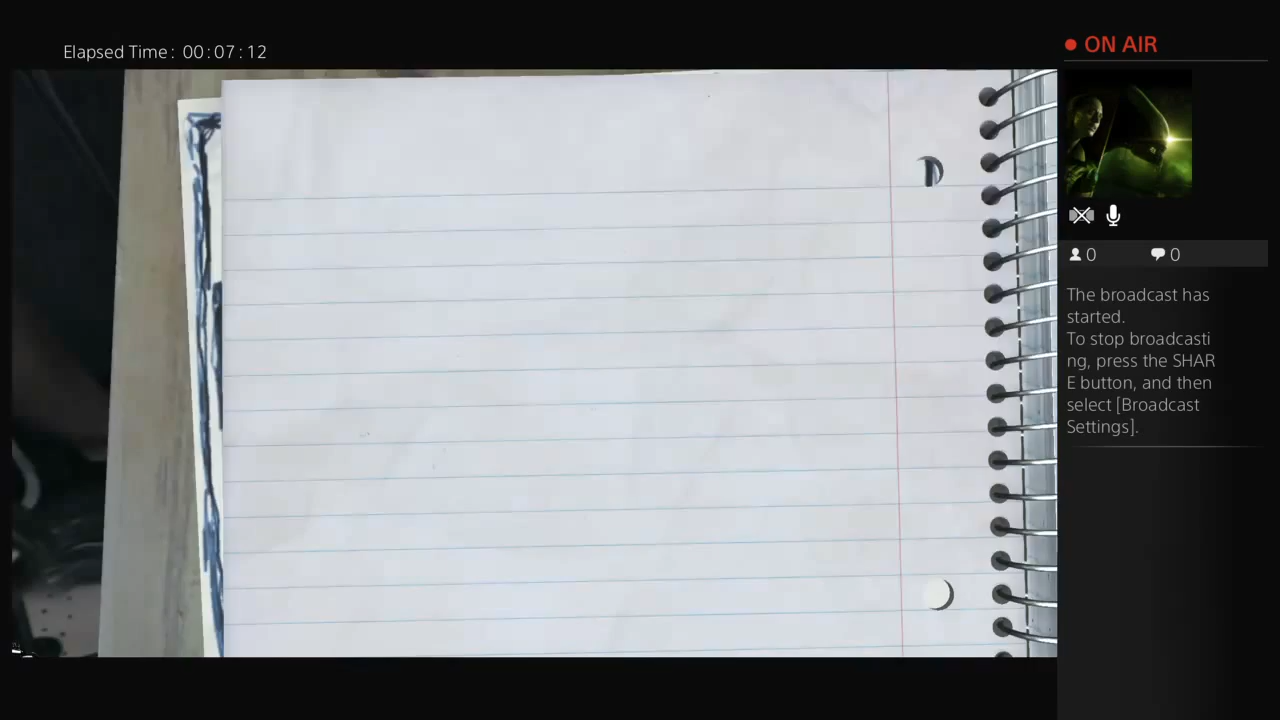 Elapsed Time: 00:07:12
ON AIR
0 0
The broadcast has
started.
To stop broadcasti
ng, press the SHAR
E button, and then
select [Broadcast
Settings].